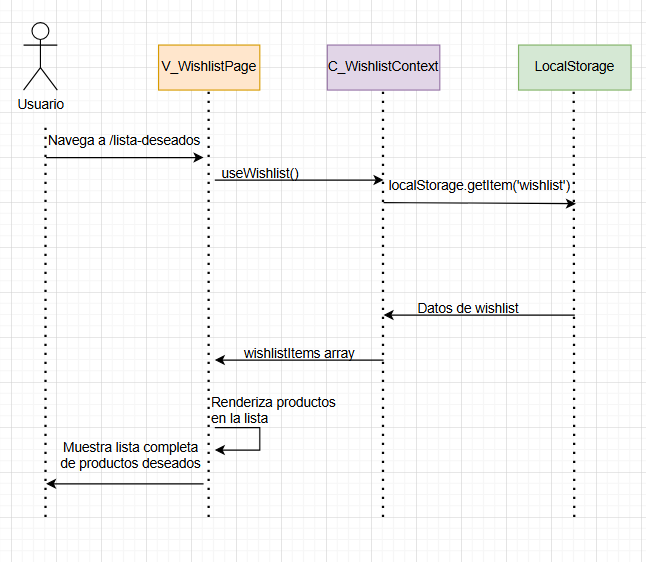 Usuario
V_WishlistPage
C_WishlistContext
LocalStorage
Navega a /lista-deseados
useWishlist()
localStorage.getItem('wishlist')
Datos de wishlist
wishlistItems array
Renderiza productos
en la lista
Muestra lista completa
de productos deseados